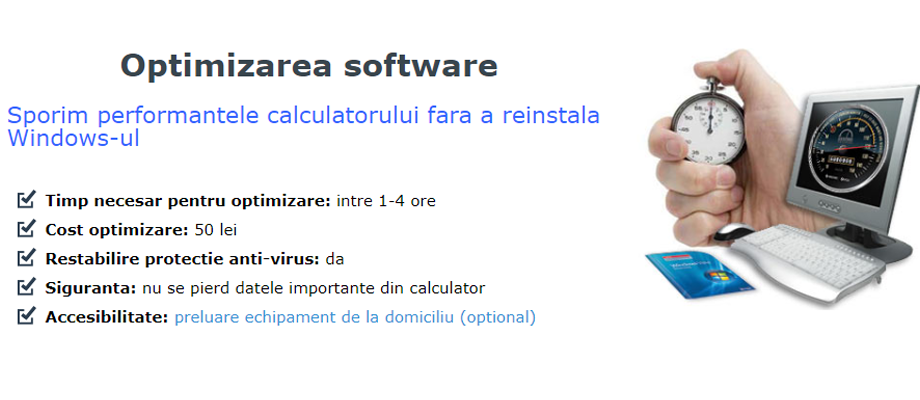 Optimizarea software
Sporim performantele calculatorului fara a reinstala
Windows-ul
Timp necesar pentru optimizare: intre 1-4 ore
Cost optimizare: 50 lei
Restabilire protectie anti-virus: da
Siguranta: nu se pierd datele importante din calculator
Accesibilitate: preluare echipament de la domiciliu (optional)